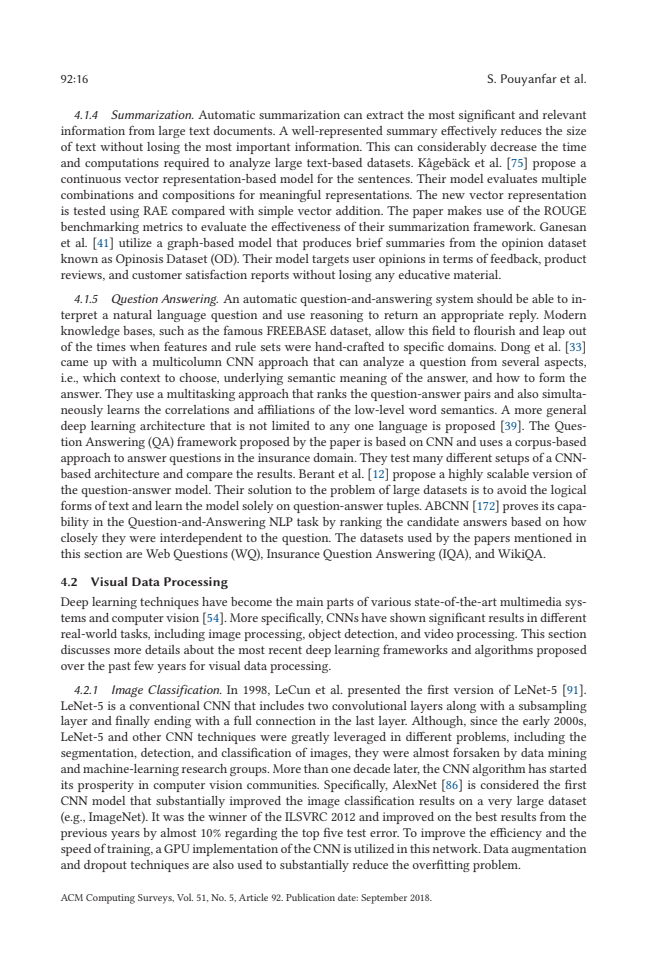 92:16 S. Pouyanfar et al.
4.1.4 Summarization. Automatic summarization can extract the most significant and relevant
information from large text documents. A well-represented summary effectively reduces the size
of text without losing the most important information. This can considerably decrease the time
and computations required to analyze large text-based datasets. Kågebäck et al. [75] propose a
continuous vector representation-based model for the sentences. Their model evaluates multiple
combinations and compositions for meaningful representations. The new vector representation
is tested using RAE compared with simple vector addition. The paper makes use of the ROUGE
benchmarking metrics to evaluate the effectiveness of their summarization framework. Ganesan
et al. [41] utilize a graph-based model that produces brief summaries from the opinion dataset
known as Opinosis Dataset (OD). Their model targets user opinions in terms of feedback, product
reviews, and customer satisfaction reports without losing any educative material.
4.1.5 Question Answering. An automatic question-and-answering system should be able to in-
terpret a natural language question and use reasoning to return an appropriate reply. Modern
knowledge bases, such as the famous FREEBASE dataset, allow this field to flourish and leap out
of the times when features and rule sets were hand-crafted to specific domains. Dong et al. [33]
came up with a multicolumn CNN approach that can analyze a question from several aspects,
i.e., which context to choose, underlying semantic meaning of the answer, and how to form the
answer. They use a multitasking approach that ranks the question-answer pairs and also simulta-
neously learns the correlations and affiliations of the low-level word semantics. A more general
deep learning architecture that is not limited to any one language is proposed [39]. The Ques-
tion Answering (QA) framework proposed by the paper is based on CNN and uses a corpus-based
approach to answer questions in the insurance domain. They test many different setups of a CNN-
based architecture and compare the results. Berant et al. [12] propose a highly scalable version of
the question-answer model. Their solution to the problem of large datasets is to avoid the logical
forms of text and learn the model solely on question-answer tuples. ABCNN [172] proves its capa-
bility in the Question-and-Answering NLP task by ranking the candidate answers based on how
closely they were interdependent to the question. The datasets used by the papers mentioned in
this section are Web Questions (WQ), Insurance Question Answering (IQA), and WikiQA.
4.2 Visual Data Processing
Deep learning techniques have become the main parts of various state-of-the-art multimedia sys-
tems and computer vision [54]. More specifically, CNNs have shown significant results in different
real-world tasks, including image processing, object detection, and video processing. This section
discusses more details about the most recent deep learning frameworks and algorithms proposed
over the past few years for visual data processing.
4.2.1 Image Classification. In 1998, LeCun et al. presented the first version of LeNet-5 [91].
LeNet-5 is a conventional CNN that includes two convolutional layers along with a subsampling
layer and finally ending with a full connection in the last layer. Although, since the early 2000s,
LeNet-5 and other CNN techniques were greatly leveraged in different problems, including the
segmentation, detection, and classification of images, they were almost forsaken by data mining
and machine-learning research groups. More than one decade later, the CNN algorithm has started
its prosperity in computer vision communities. Specifically, AlexNet [86] is considered the first
CNN model that substantially improved the image classification results on a very large dataset
(e.g., ImageNet). It was the winner of the ILSVRC 2012 and improved on the best results from the
previous years by almost 10% regarding the top five test error. To improve the efficiency and the
speed of training, a GPU implementation of the CNN is utilized in this network. Data augmentation
and dropout techniques are also used to substantially reduce the overfitting problem.
ACM Computing Surveys, Vol. 51, No. 5, Article 92. Publication date: September 2018.